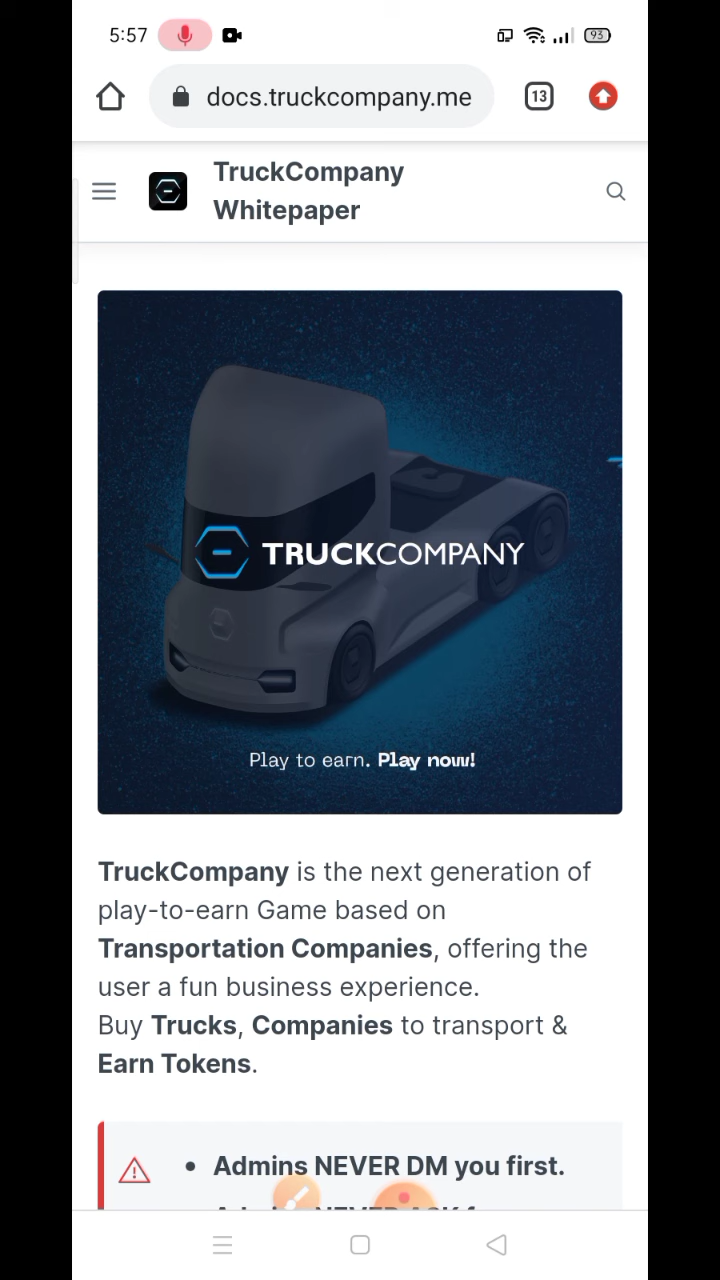 5:57
93
docs.truckcompany.me
13
TruckCompany
Whitepaper
TRUCKCOMPANY
Play to earn. Play now!
TruckCompany is the next generation of
play-to-earn Game based on
Transportation Companies, offering the
user a fun business experience.
Buy Trucks, Companies to transport &
Earn Tokens.
• Admins NEVER DM you first.